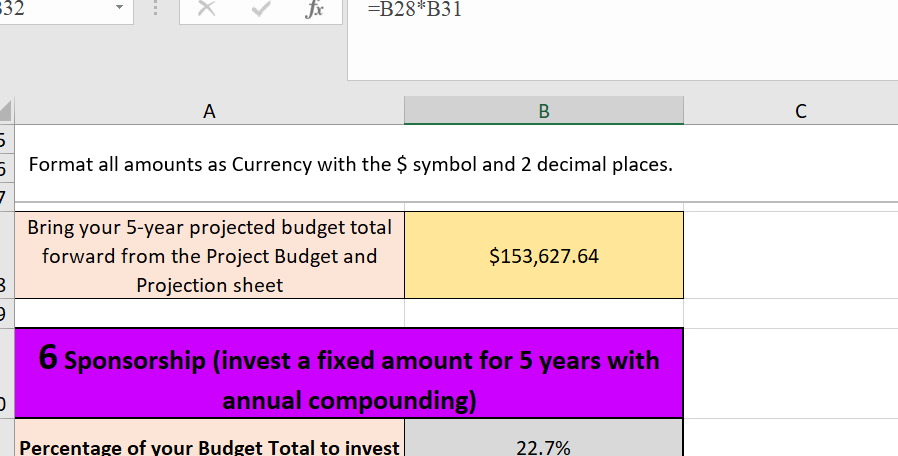 32
fx =B28*B31
A B C
5
6 Format all amounts as Currency with the $ symbol and 2 decimal places.
7
Bring your 5-year projected budget total
forward from the Project Budget and $153,627.64
8 Projection sheet
9
6 Sponsorship (invest a fixed amount for 5 years with
0 annual compounding)
Percentage of your Budget Total to invest 22.7%